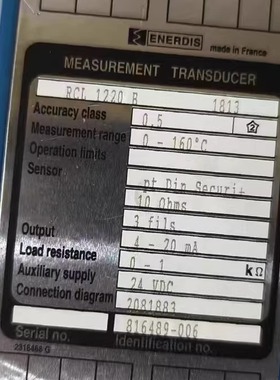 ENERDIS
made in France
MEASUREMENT TRANSDUCER
RCL 1220 B 1813
Accuracy class 0.5
Measurement range 0 - 160°C
Operation limits
Sensor pt Din Securit
10 Ohms
3 fils
Output 4 - 20 mA
Load resistance 0 - 1 kΩ
Auxiliary supply 24 VDC
Connection diagram 2081883
816489-006
Serial no. Identification no.